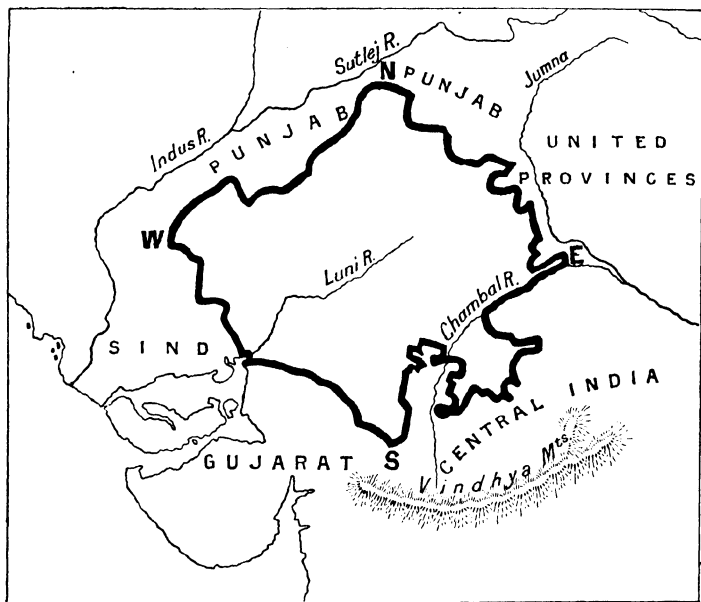 Sutlej R.
N
PUNJAB
Jumna
Indus R.
PUNJAB
UNITED
PROVINCES
W
E
Luni R.
Chambal R.
SIND
CENTRAL INDIA
GUJARAT
S
Vindhya Mts.